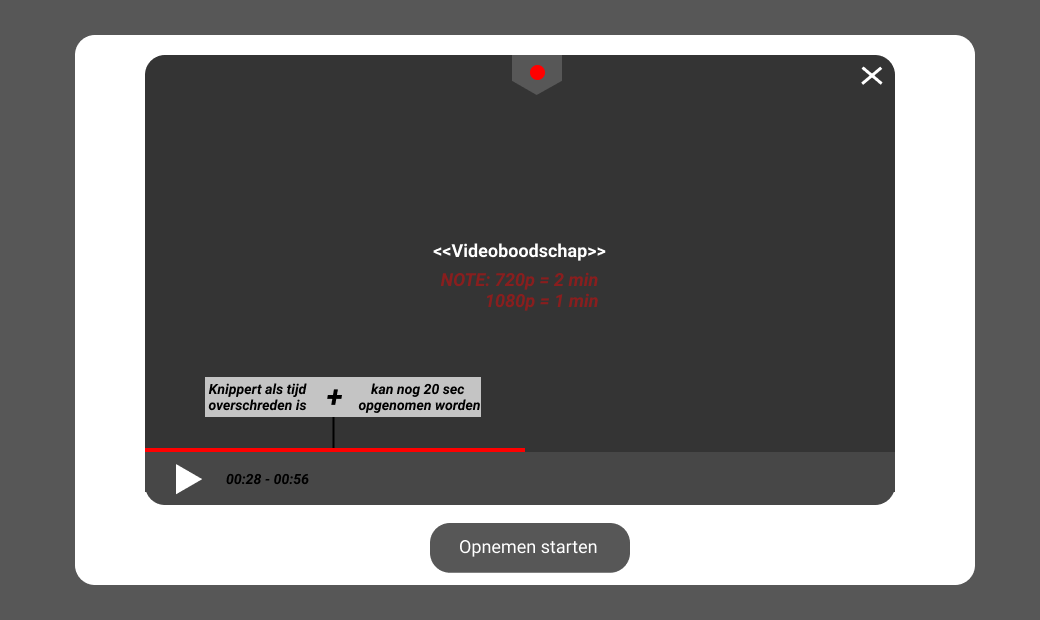 <<Videoboodschap>>
NOTE: 720p = 2 min
1080p = 1 min
Knippert als tijd
overschreden is
+
kan nog 20 sec
opgenomen worden
00:28 - 00:56
Opnemen starten